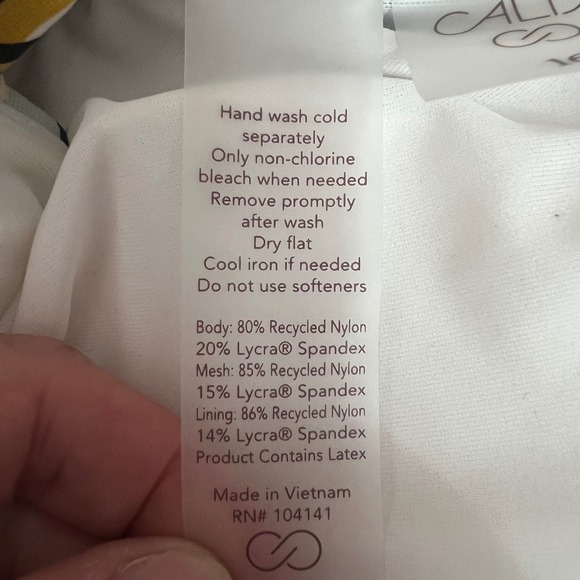 CALI
Hand wash cold
separately
Only non-chlorine
bleach when needed
Remove promptly
after wash
Dry flat
Cool iron if needed
Do not use softeners
Body: 80% Recycled Nylon
20% Lycra® Spandex
Mesh: 85% Recycled Nylon
15% Lycra® Spandex
Lining: 86% Recycled Nylon
14% Lycra® Spandex
Product Contains Latex
Made in Vietnam
RN# 104141